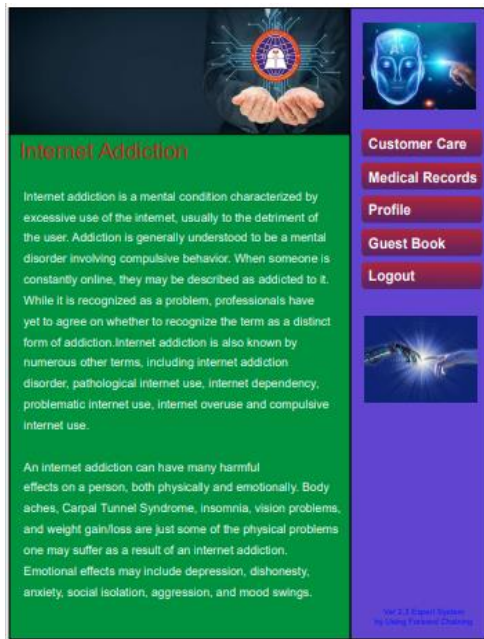 Internet Addiction
Internet addiction is a mental condition characterized by
excessive use of the internet, usually to the detriment of
the user. Addiction is generally understood to be a mental
disorder involving compulsive behavior. When someone is
constantly online, they may be described as addicted to it.
While it is recognized as a problem, professionals have
yet to agree on whether to recognize the term as a distinct
form of addiction.Internet addiction is also known by
numerous other terms, including internet addiction
disorder, pathological internet use, internet dependency,
problematic internet use, internet overuse and compulsive
internet use.
An internet addiction can have many harmful
effects on a person, both physically and emotionally. Body
aches, Carpal Tunnel Syndrome, insomnia, vision problems,
and weight gain/loss are just some of the physical problems
one may suffer as a result of an internet addiction.
Emotional effects may include depression, dishonesty,
anxiety, social isolation, aggression, and mood swings.
Customer Care
Medical Records
Profile
Guest Book
Logout
Expert System
by Using Forward Chaining